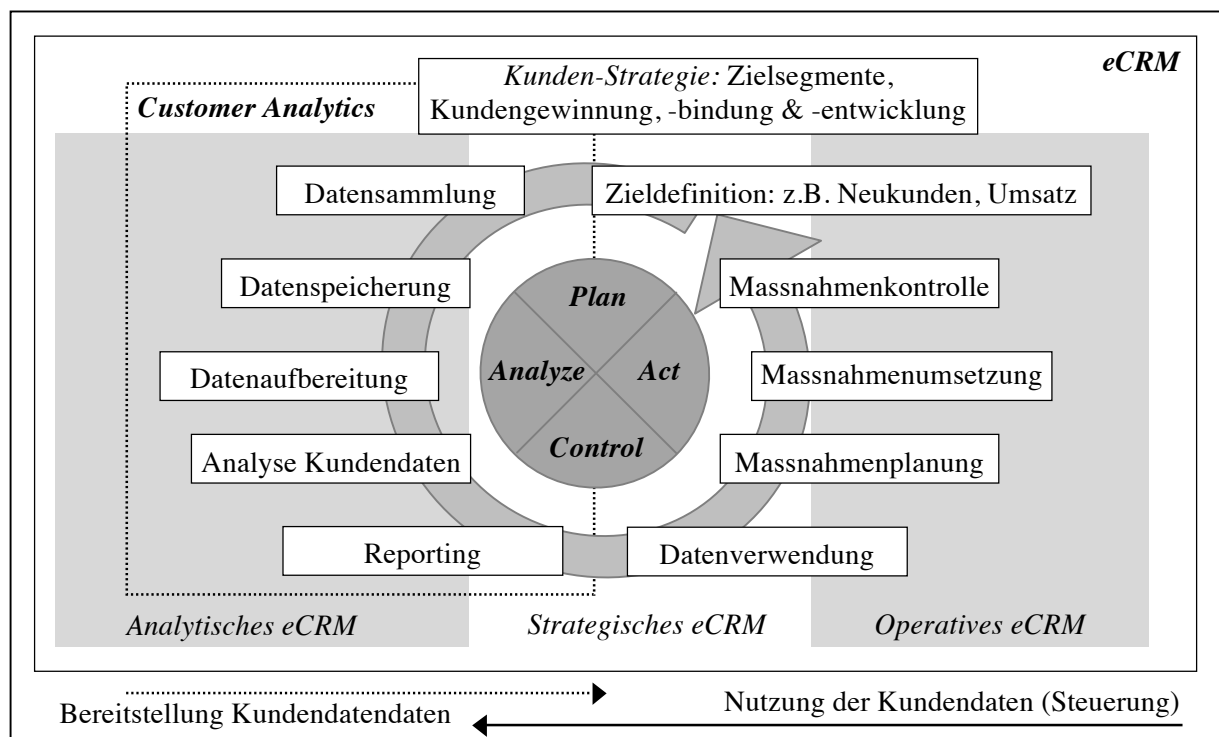 eCRM
Kunden-Strategie: Zielsegmente,
Kundengewinnung, -bindung & -entwicklung
Customer Analytics
Datensammlung
Zieldefinition: z.B. Neukunden, Umsatz
Datenspeicherung
Plan
Massnahmenkontrolle
Datenaufbereitung
Analyze
Act
Massnahmenumsetzung
Analyse Kundendaten
Control
Massnahmenplanung
Reporting
Datenverwendung
Analytisches eCRM
Strategisches eCRM
Operatives eCRM
Bereitstellung Kundendatendaten
Nutzung der Kundendaten (Steuerung)